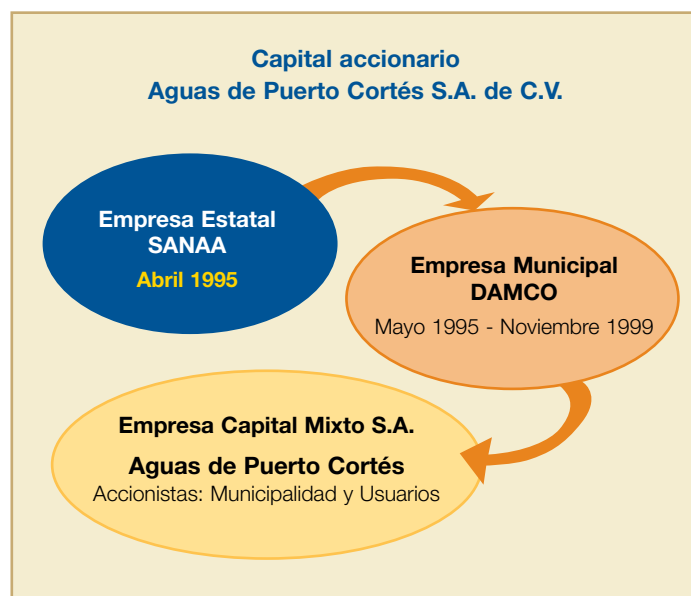 Capital accionario
Aguas de Puerto Cortés S.A. de C.V.
Empresa Estatal
SANAA
Abril 1995
Empresa Municipal
DAMCO
Mayo 1995 - Noviembre 1999
Empresa Capital Mixto S.A.
Aguas de Puerto Cortés
Accionistas: Municipalidad y Usuarios